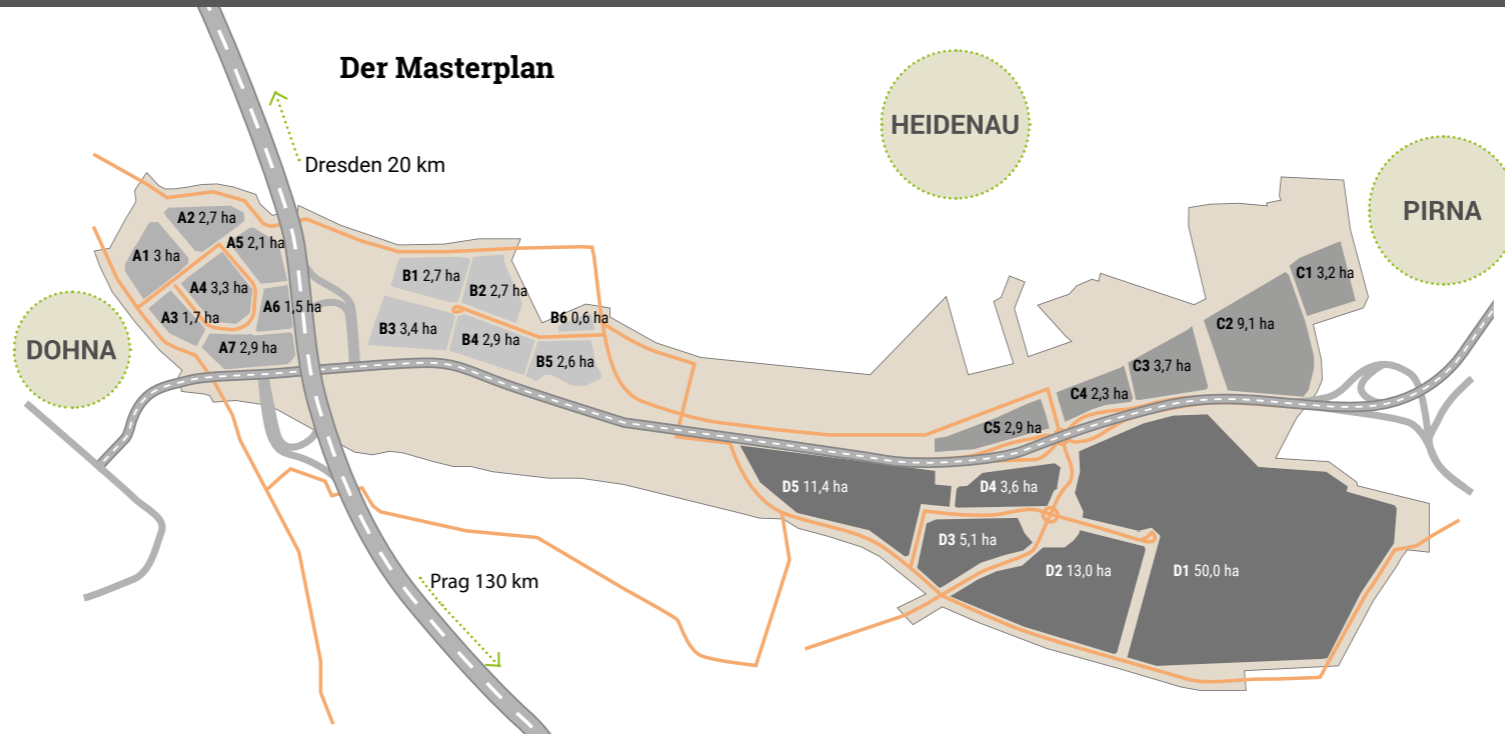 Der Masterplan
HEIDENAU
PIRNA
DOHNA
Dresden 20 km
Prag 130 km
A1 3 ha
A2 2,7 ha
A3 1,7 ha
A4 3,3 ha
A5 2,1 ha
A6 1,5 ha
A7 2,9 ha
B1 2,7 ha
B2 2,7 ha
B3 3,4 ha
B4 2,9 ha
B5 2,6 ha
B6 0,6 ha
C1 3,2 ha
C2 9,1 ha
C3 3,7 ha
C4 2,3 ha
C5 2,9 ha
D5 11,4 ha
D4 3,6 ha
D3 5,1 ha
D2 13,0 ha
D1 50,0 ha